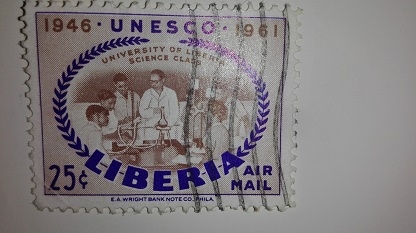 1946 · UNESCO · 1961
UNIVERSITY OF LIBERIA
SCIENCE CLASS
LIBERIA
25¢
AIR
MAIL
E.A. WRIGHT BANK NOTE CO. PHILA.